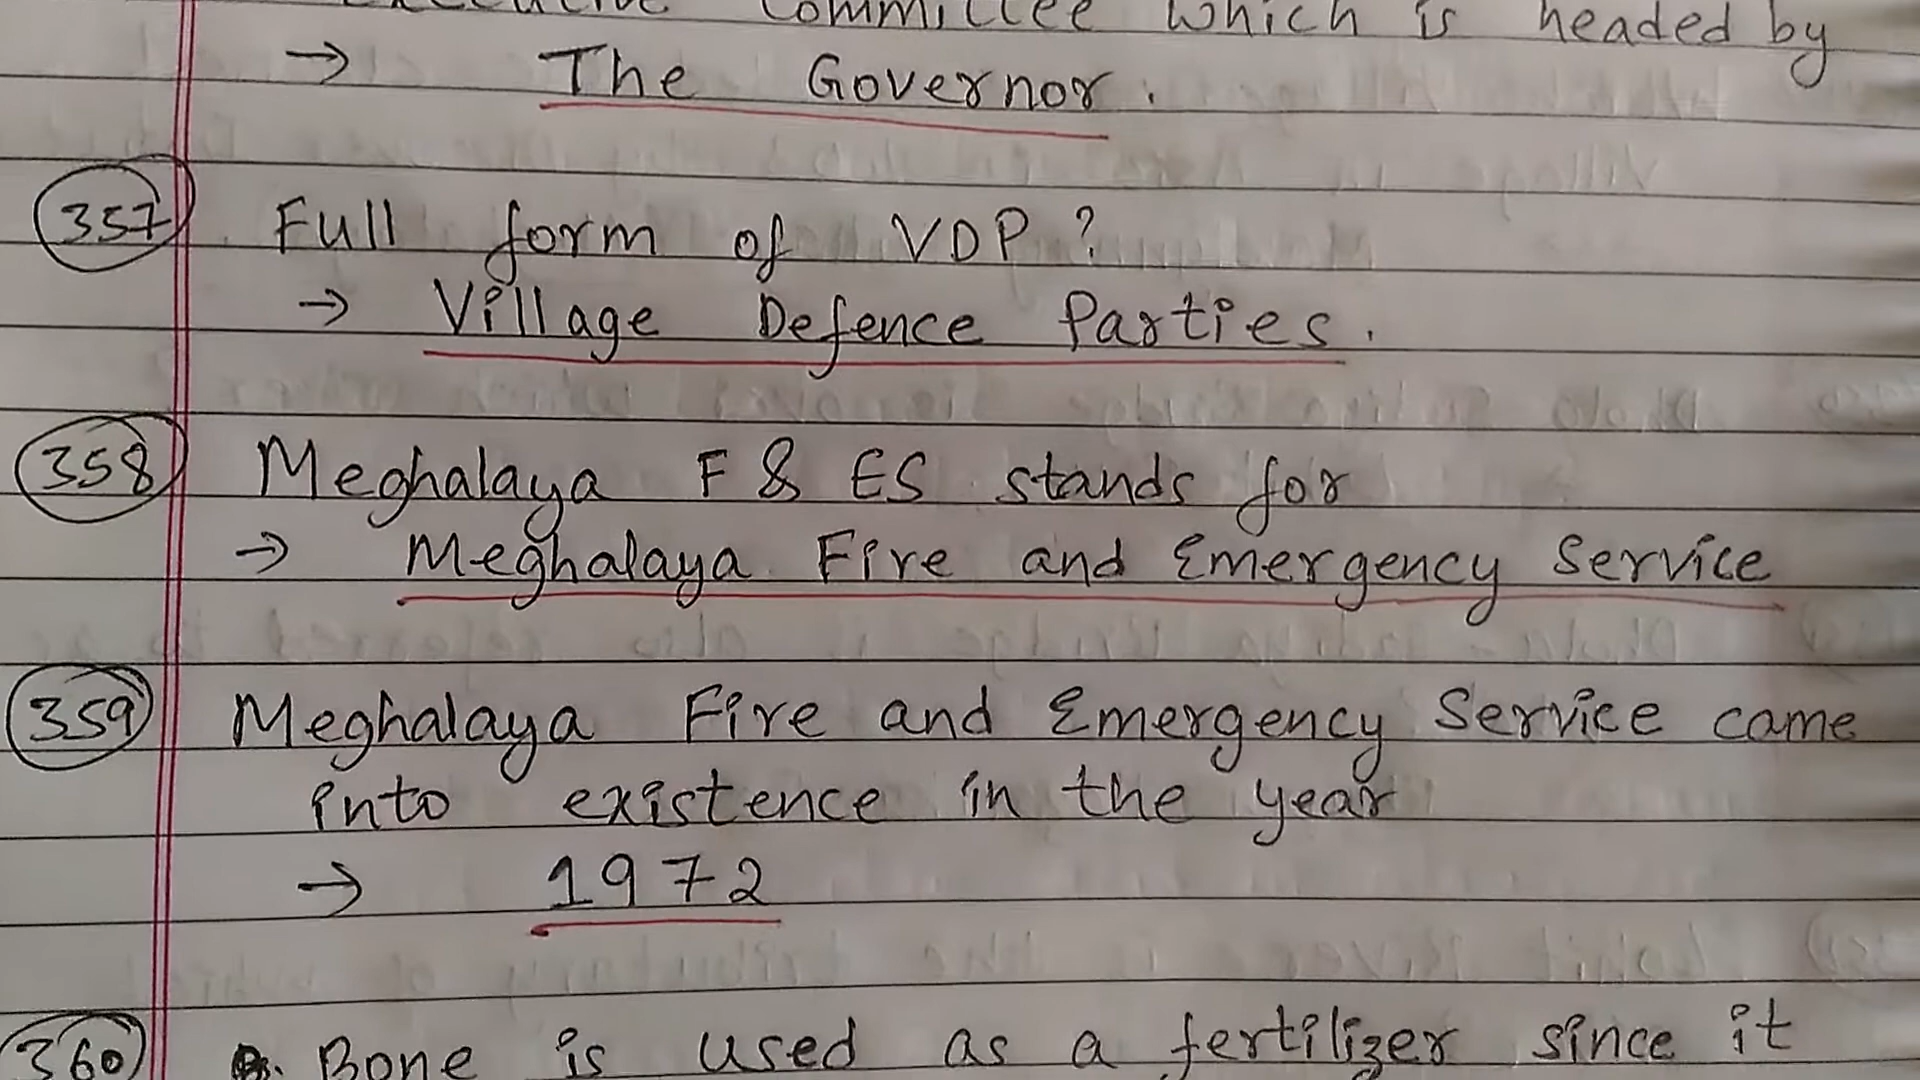 Executive Committee which is headed by
→ The Governor.
357 Full form of VDP?
→ Village Defence Parties.
358 Meghalaya F & ES stands for
→ Meghalaya Fire and Emergency Service
359 Meghalaya Fire and Emergency Service came
into existence in the year
→ 1972
360 Bone is used as a fertilizer since it